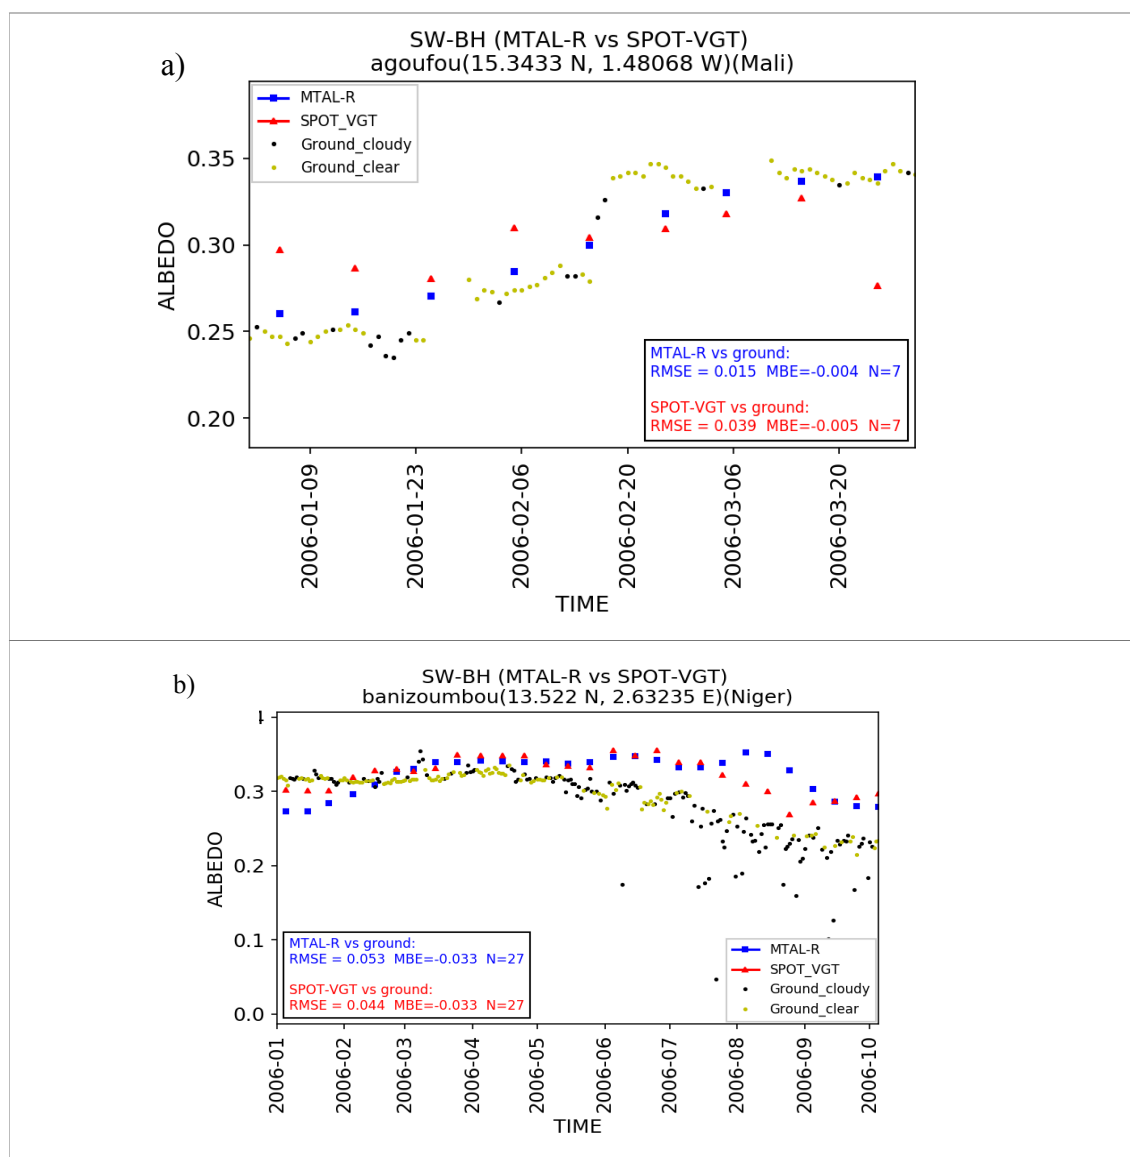 a)
SW-BH (MTAL-R vs SPOT-VGT)
agoufou(15.3433 N, 1.48068 W)(Mali)
MTAL-R
SPOT_VGT
Ground_cloudy
Ground_clear
0.35
0.30
0.25
0.20
ALBEDO
MTAL-R vs ground:
RMSE = 0.015 MBE=-0.004 N=7
SPOT-VGT vs ground:
RMSE = 0.039 MBE=-0.005 N=7
2006-01-09
2006-01-23
2006-02-06
2006-02-20
2006-03-06
2006-03-20
TIME
b)
SW-BH (MTAL-R vs SPOT-VGT)
banizoumbou(13.522 N, 2.63235 E)(Niger)
0.3
0.2
0.1
0.0
ALBEDO
MTAL-R vs ground:
RMSE = 0.053 MBE=-0.033 N=27
SPOT-VGT vs ground:
RMSE = 0.044 MBE=-0.033 N=27
MTAL-R
SPOT_VGT
Ground_cloudy
Ground_clear
2006-01
2006-02
2006-03
2006-04
2006-05
2006-06
2006-07
2006-08
2006-09
2006-10
TIME